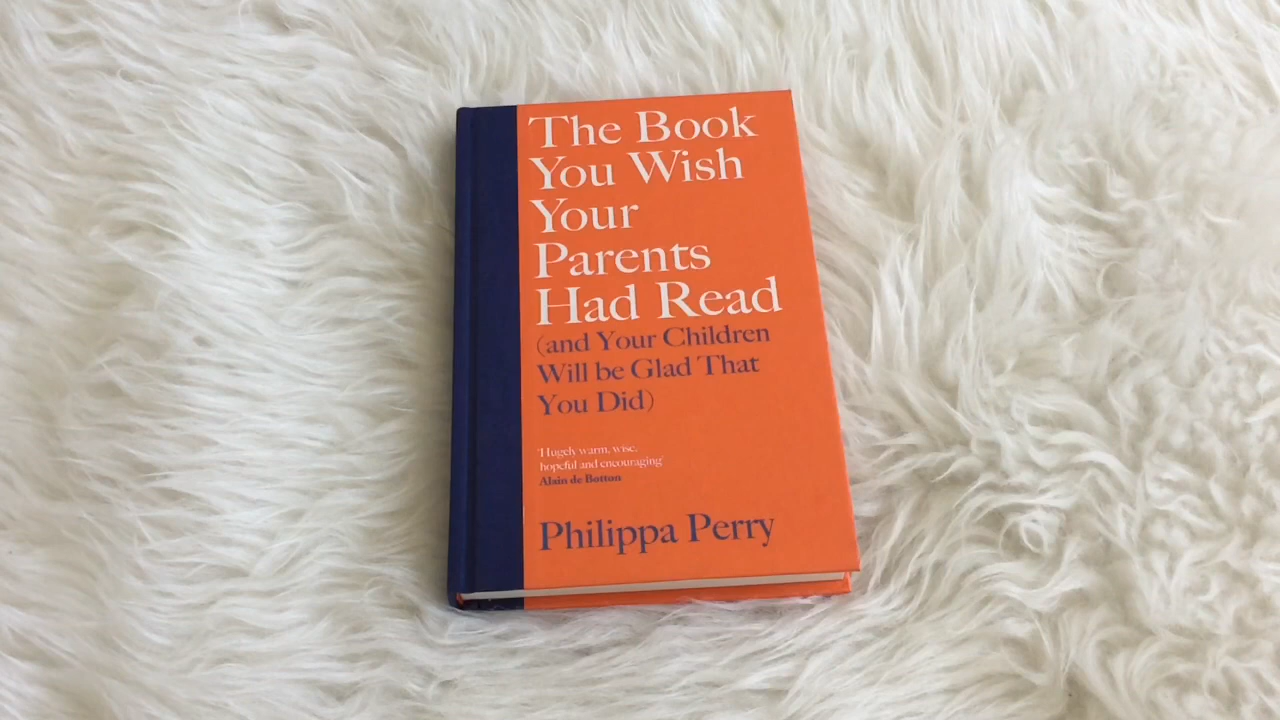 The Book
You Wish
Your
Parents
Had Read
(and Your Children
Will be Glad That
You Did)
'Hugely warm, wise,
hopeful and encouraging'
Alain de Botton
Philippa Perry